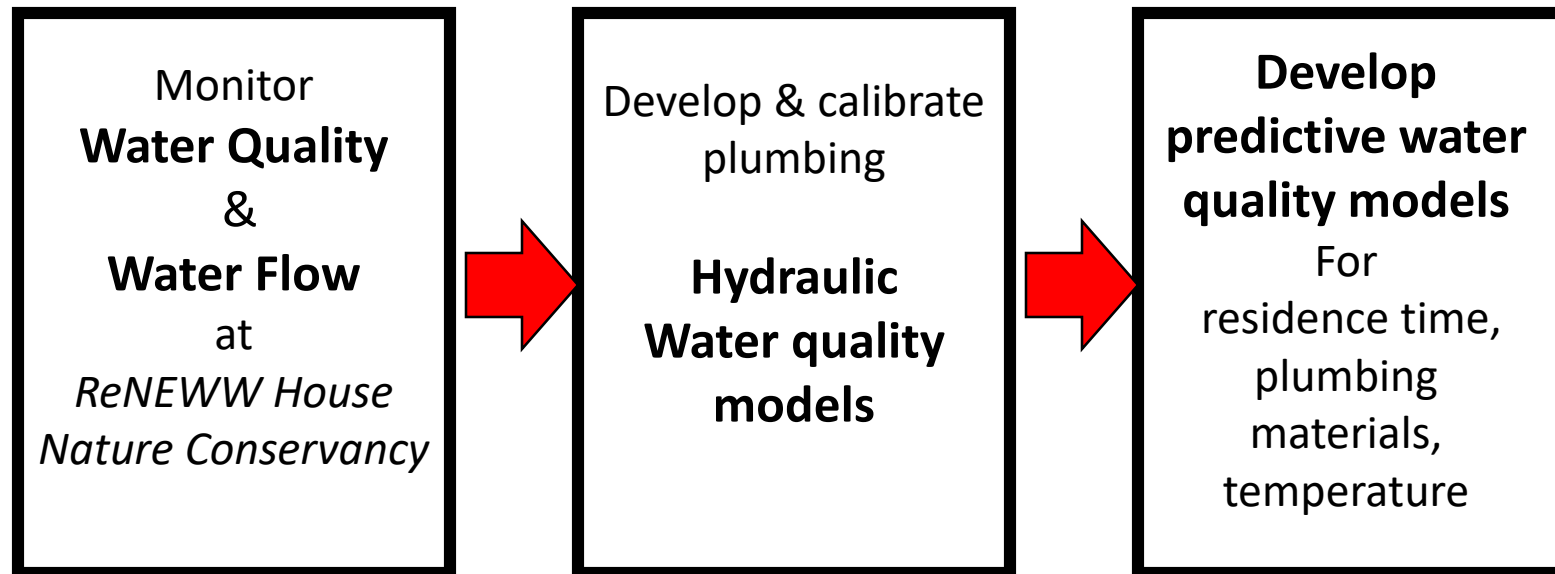 Monitor
Water Quality
&
Water Flow
at
ReNEWW House
Nature Conservancy
Develop & calibrate
plumbing
Hydraulic
Water quality
models
Develop
predictive water
quality models
For
residence time,
plumbing
materials,
temperature